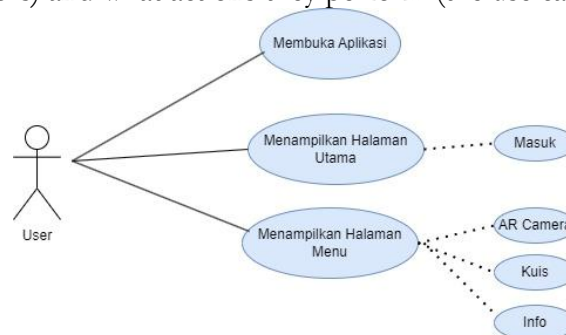 Membuka Aplikasi
Menampilkan Halaman
Utama
Masuk
User
Menampilkan Halaman
Menu
AR Camera
Kuis
Info